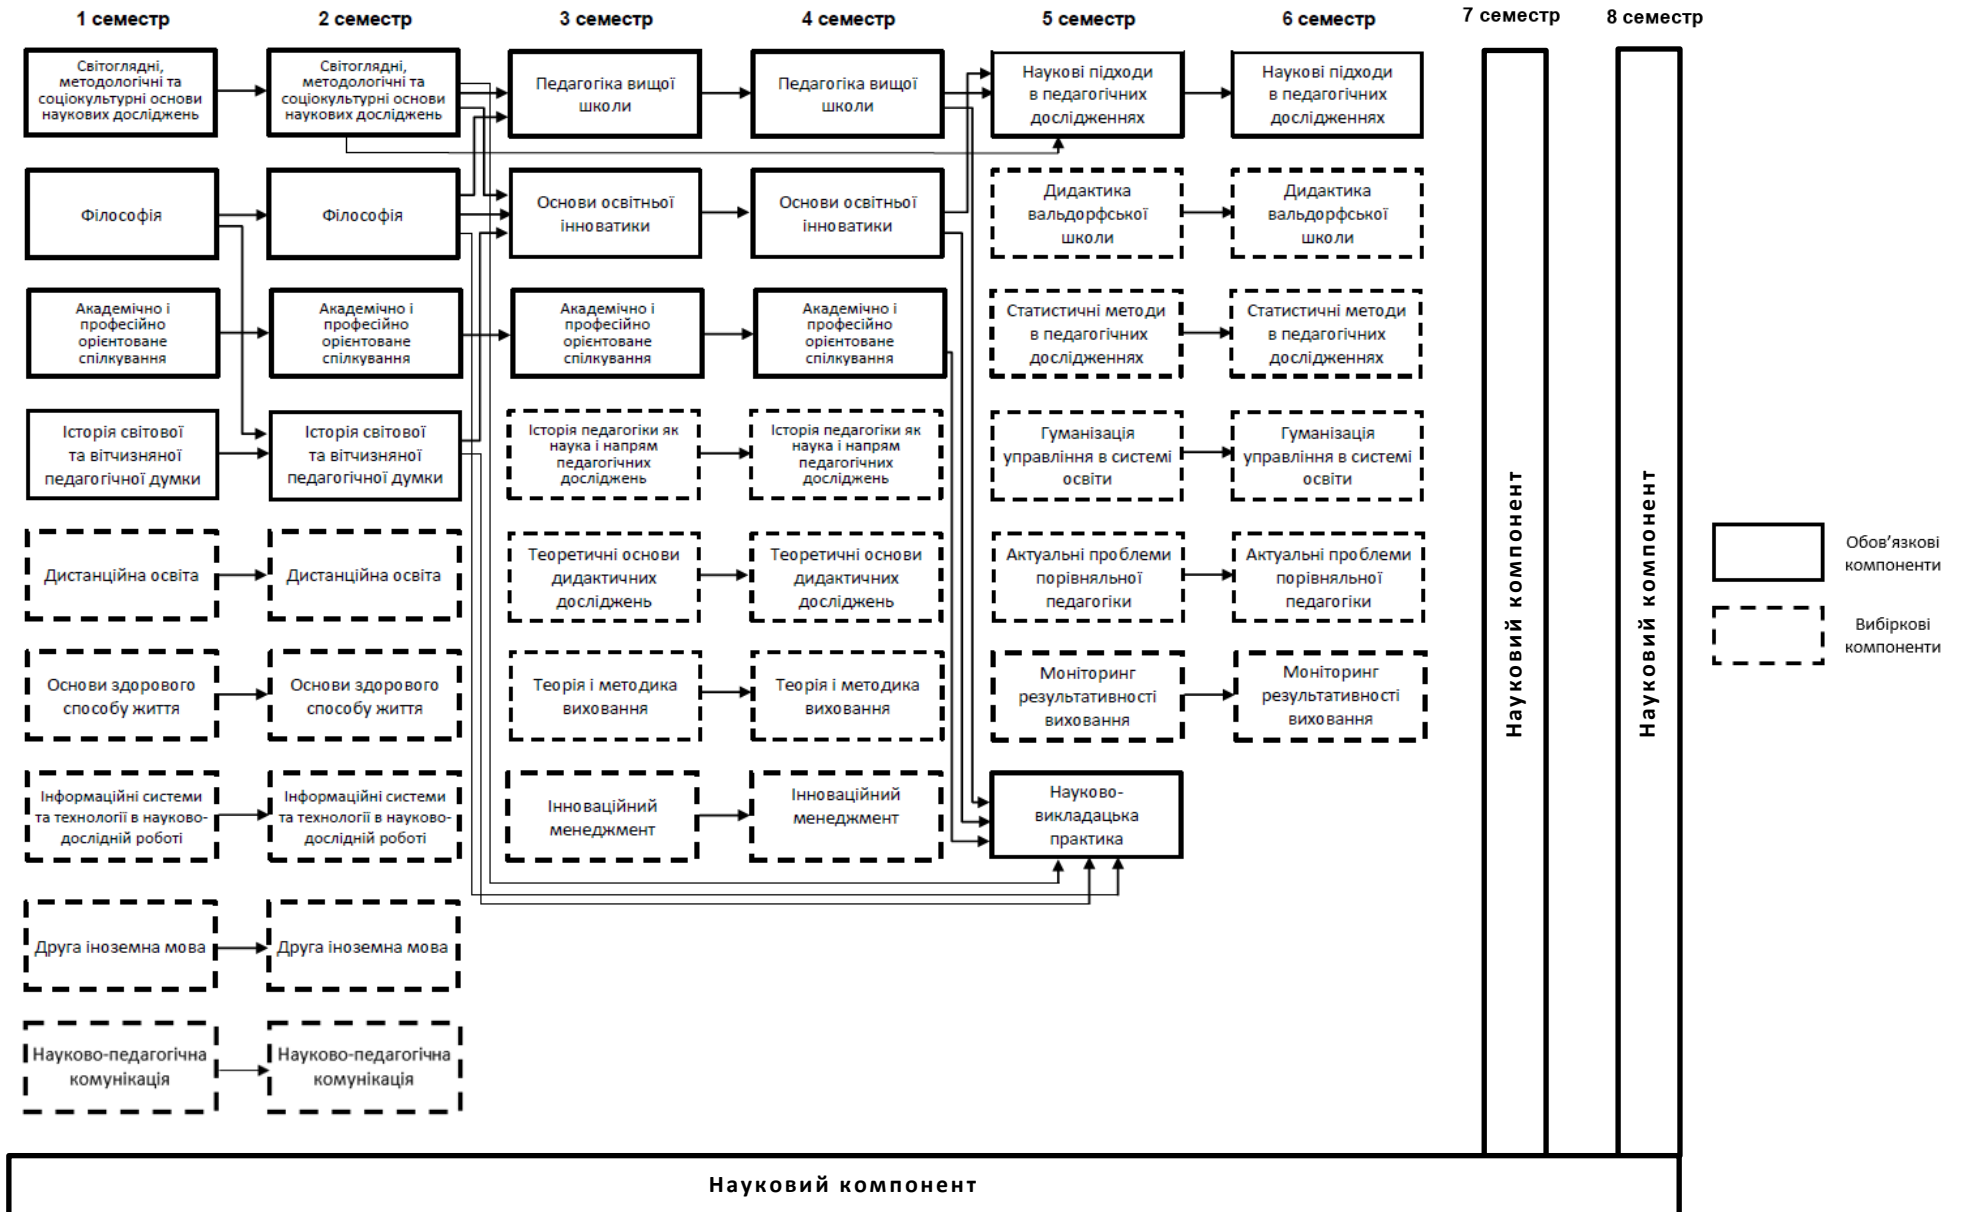 1 семестр
2 семестр
3 семестр
4 семестр
5 семестр
6 семестр
7 семестр
8 семестр
Світоглядні,
методологічні та
соціокультурні основи
наукових досліджень
Світоглядні,
методологічні та
соціокультурні основи
наукових досліджень
Педагогіка вищої
школи
Педагогіка вищої
школи
Наукові підходи
в педагогічних
дослідженнях
Наукові підходи
в педагогічних
дослідженнях
Філософія
Філософія
Основи освітньої
інноватики
Основи освітньої
інноватики
Дидактика
вальдорфської
школи
Дидактика
вальдорфської
школи
Академічно і
професійно
орієнтоване
спілкування
Академічно і
професійно
орієнтоване
спілкування
Академічно і
професійно
орієнтоване
спілкування
Академічно і
професійно
орієнтоване
спілкування
Статистичні методи
в педагогічних
дослідженнях
Статистичні методи
в педагогічних
дослідженнях
Історія світової
та вітчизняної
педагогічної думки
Історія світової
та вітчизняної
педагогічної думки
Історія педагогіки як
наука і напрям
педагогічних
досліджень
Історія педагогіки як
наука і напрям
педагогічних
досліджень
Гуманізація
управління в системі
освіти
Гуманізація
управління в системі
освіти
Дистанційна освіта
Дистанційна освіта
Теоретичні основи
дидактичних
досліджень
Теоретичні основи
дидактичних
досліджень
Актуальні проблеми
порівняльної
педагогіки
Актуальні проблеми
порівняльної
педагогіки
Основи здорового
способу життя
Основи здорового
способу життя
Теорія і методика
виховання
Теорія і методика
виховання
Моніторинг
результативності
виховання
Моніторинг
результативності
виховання
Інформаційні системи
та технології в науково-
дослідній роботі
Інформаційні системи
та технології в науково-
дослідній роботі
Інноваційний
менеджмент
Інноваційний
менеджмент
Науково-
викладацька
практика
Друга іноземна мова
Друга іноземна мова
Науково-педагогічна
комунікація
Науково-педагогічна
комунікація
Науковий компонент
Науковий компонент
Обов’язкові
компоненти
Вибіркові
компоненти
Науковий компонент